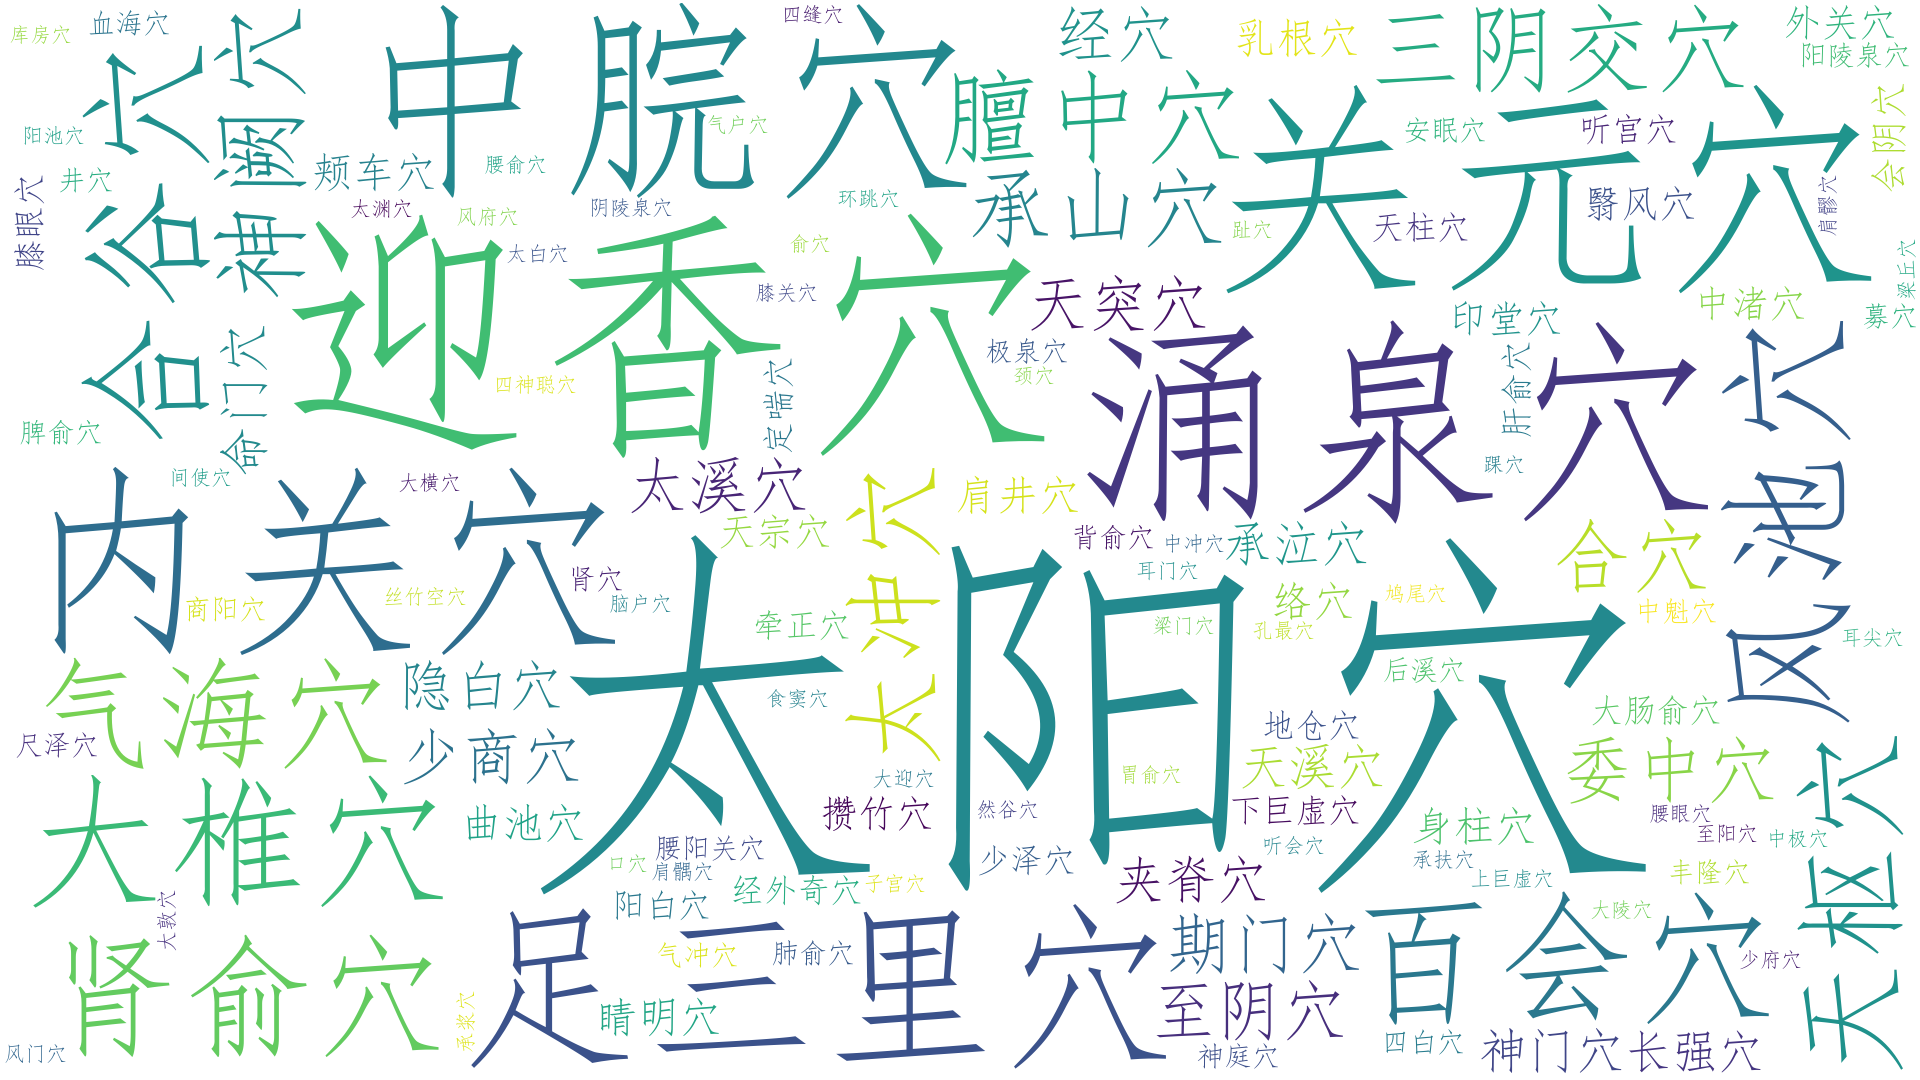 库房穴
血海穴
四缝穴
经穴
乳根穴
三阴交穴
外关穴
阳陵泉穴
中脘穴
膻中穴
关元穴
合谷穴
神阙穴
阳池穴
井穴
颊车穴
腰俞穴
气户穴
安眠穴
听宫穴
会阴穴
膝眼穴
太渊穴
风府穴
阴陵泉穴
环跳穴
承山穴
天柱穴
翳风穴
肩髎穴
趾穴
太白穴
俞穴
迎香穴
膝关穴
天突穴
印堂穴
中渚穴
梁丘穴
募穴
命门穴
四神聪穴
定喘穴
极泉穴
颈穴
涌泉穴
肝俞穴
风池穴
脾俞穴
间使穴
大横穴
太溪穴
肩井穴
踝穴
内关穴
天宗穴
太冲穴
背俞穴
中冲穴
承泣穴
合穴
商阳穴
丝竹空穴
肾穴
脑户穴
牵正穴
耳门穴
络穴
鸠尾穴
中魁穴
梁门穴
孔最穴
耳尖穴
太阳穴
气海穴
隐白穴
食窦穴
后溪穴
尺泽穴
少商穴
地仓穴
大肠俞穴
大迎穴
胃俞穴
天溪穴
委中穴
天枢穴
大椎穴
曲池穴
攒竹穴
然谷穴
下巨虚穴
身柱穴
腰眼穴
至阳穴
中极穴
腰阳关穴
口穴
肩髃穴
少泽穴
听会穴
承扶穴
大敦穴
阳白穴
经外奇穴
子宫穴
夹脊穴
上巨虚穴
丰隆穴
大陵穴
肾俞穴
足三里穴
气冲穴
肺俞穴
期门穴
百会穴
少府穴
承浆穴
睛明穴
至阴穴
风门穴
神庭穴
四白穴
神门穴
长强穴